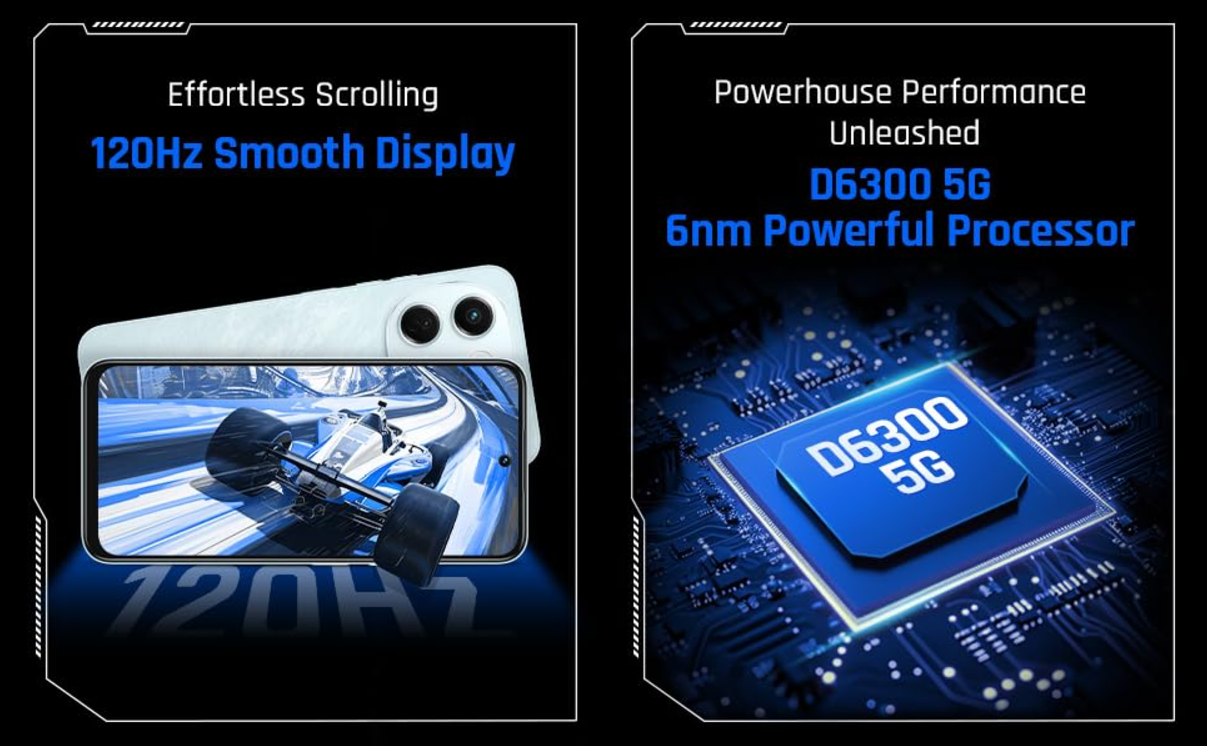 Effortless Scrolling
120Hz Smooth Display
120Hz
Powerhouse Performance
Unleashed
D6300 5G
6nm Powerful Processor
D6300
5G